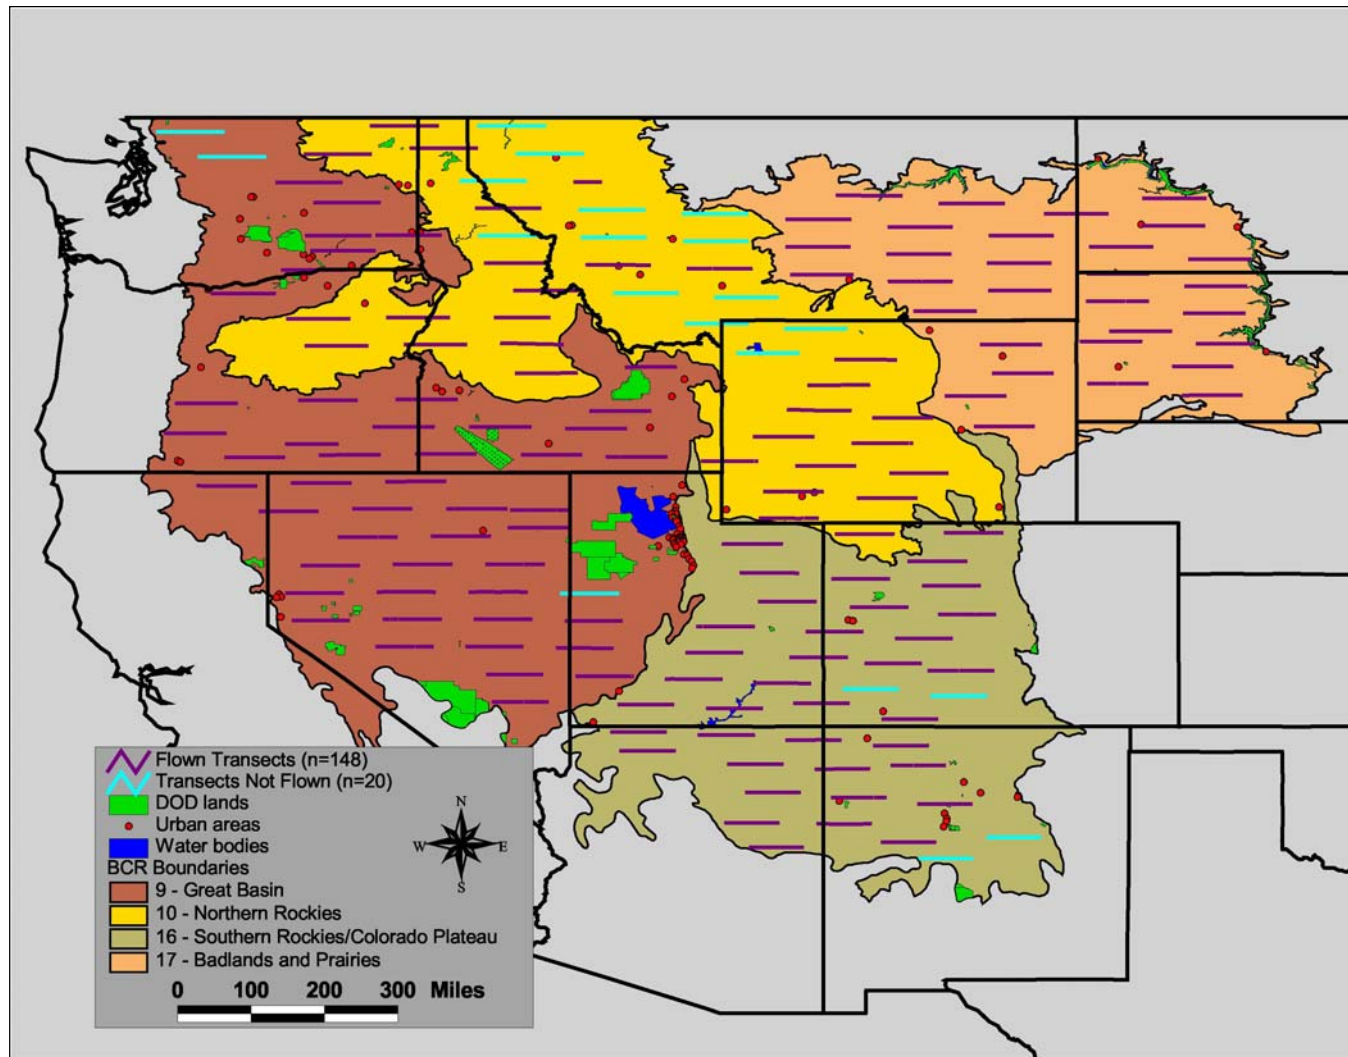 Flown Transects (n=148)
Transects Not Flown (n=20)
DOD lands
Urban areas
Water bodies
BCR Boundaries
9 - Great Basin
10 - Northern Rockies
16 - Southern Rockies/Colorado Plateau
17 - Badlands and Prairies
N
W E
S
0 100 200 300 Miles